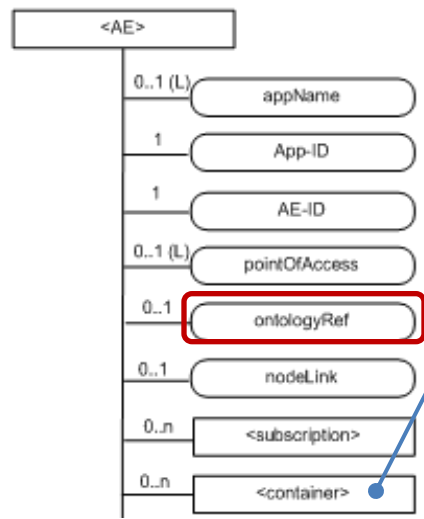 <AE>
0..1 (L)
appName
1
App-ID
1
AE-ID
0..1 (L)
pointOfAccess
0..1
ontologyRef
0..1
nodeLink
0..n
<subscription>
0..n
<container>